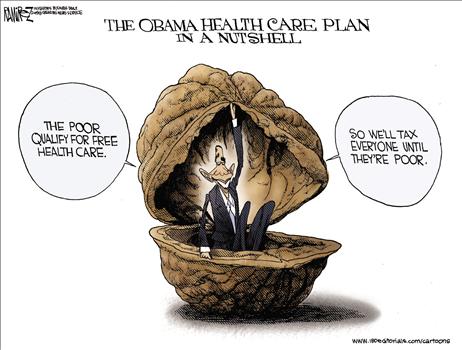 RAMIREZ
THE OBAMA HEALTH CARE PLAN
IN A NUTSHELL
THE POOR
QUALIFY FOR FREE
HEALTH CARE.
SO WE'LL TAX
EVERYONE UNTIL
THEY'RE POOR.
www.ibdeditorials.com/cartoons